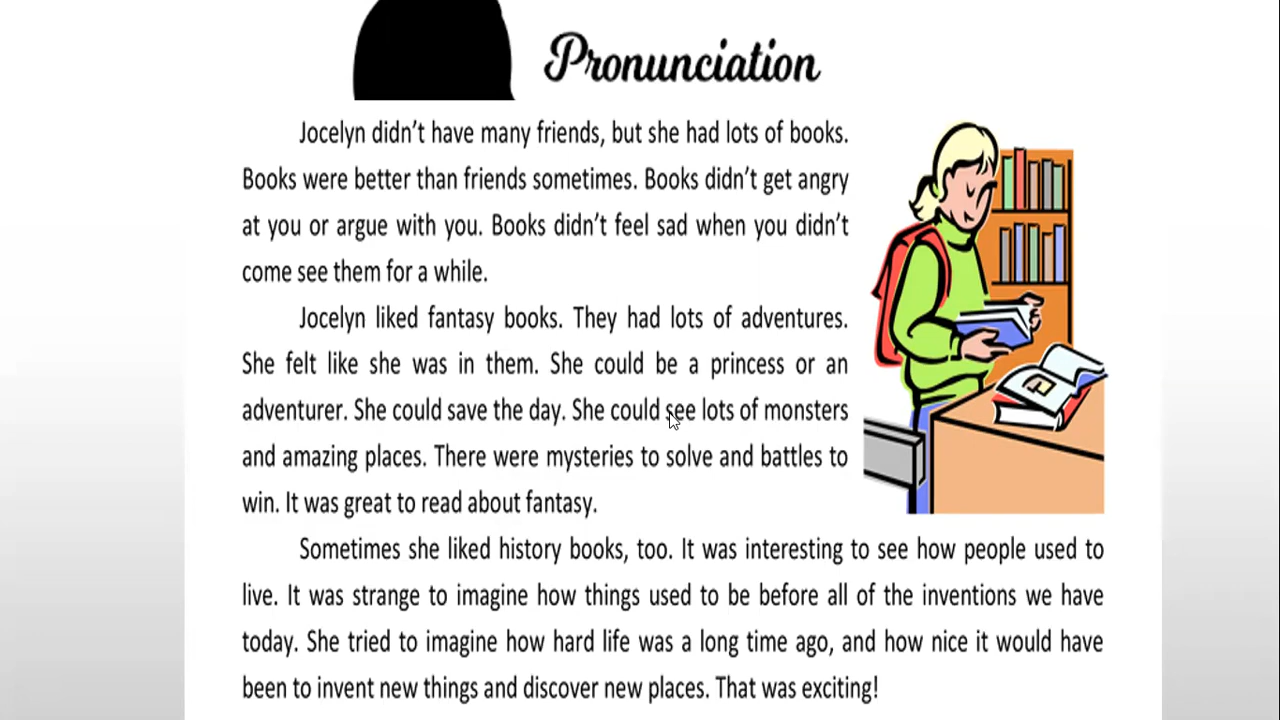 Pronunciation
Jocelyn didn't have many friends, but she had lots of books.
Books were better than friends sometimes. Books didn't get angry
at you or argue with you. Books didn't feel sad when you didn't
come see them for a while.
Jocelyn liked fantasy books. They had lots of adventures.
She felt like she was in them. She could be a princess or an
adventurer. She could save the day. She could see lots of monsters
and amazing places. There were mysteries to solve and battles to
win. It was great to read about fantasy.
Sometimes she liked history books, too. It was interesting to see how people used to
live. It was strange to imagine how things used to be before all of the inventions we have
today. She tried to imagine how hard life was a long time ago, and how nice it would have
been to invent new things and discover new places. That was exciting!